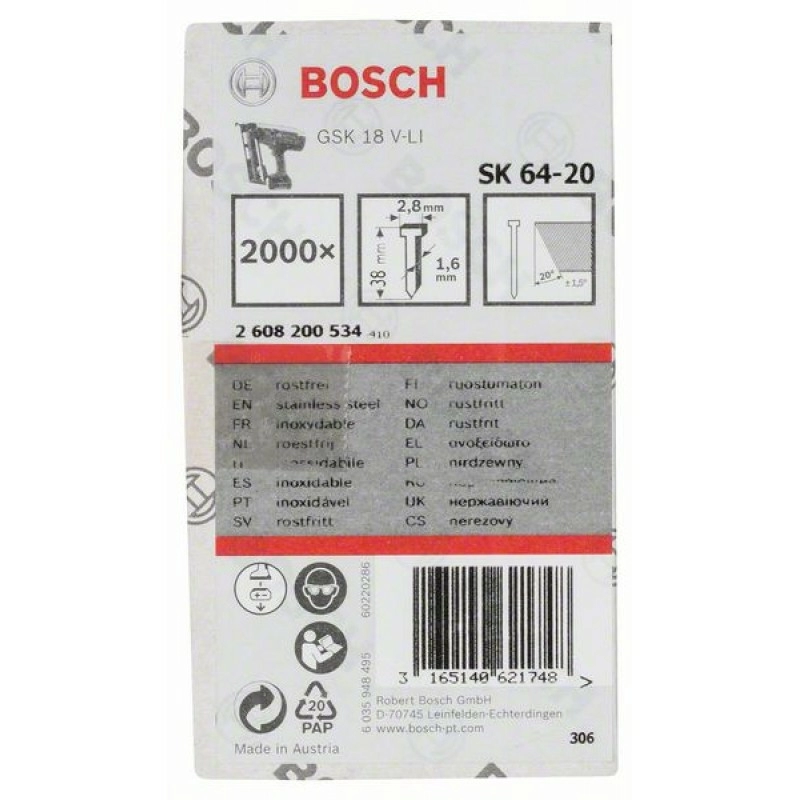 BOSCH
GSK 18 V-LI
SK 64-20
2000×
2,8mm
38 mm
1,6 mm
20°
±1,5°
2 608 200 534 410
DE rostfrei FI ruostumaton
EN stainless steel NO rustfritt
FR inoxydable DA rustfrit
NL roestfrij EL ανοξείδωτο
PL nierdzewny
ES inoxidable
PT inoxidável UK нержавіючий
SV rostfritt CS nerezový
60220286
6 035 948 495
20
PAP
3 165140 621748 >
Robert Bosch GmbH
D-70745 Leinfelden-Echterdingen
www.bosch-pt.com
Made in Austria
306